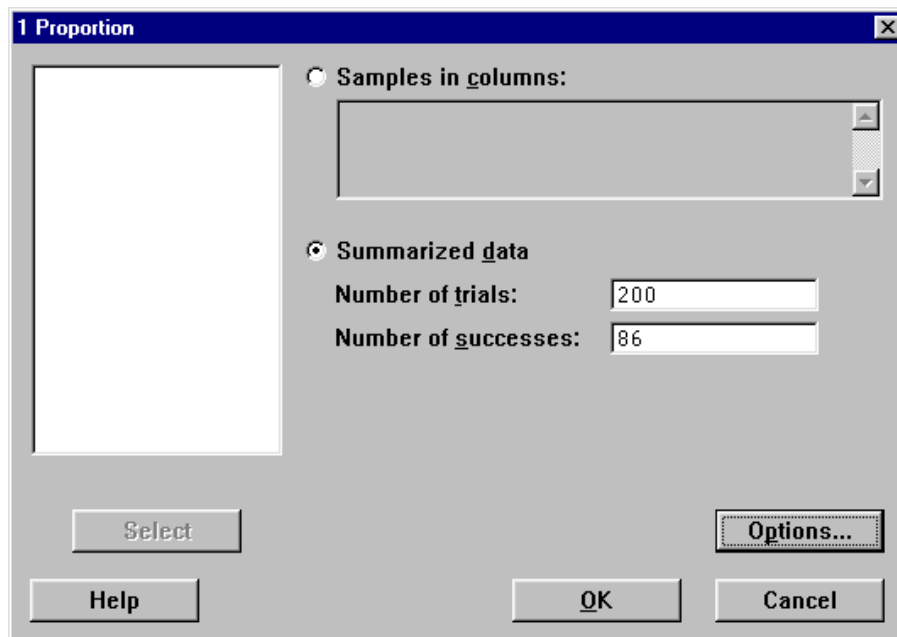 1 Proportion
Samples in columns:
Summarized data
Number of trials: 200
Number of successes: 86
Select
Options...
Help
OK
Cancel